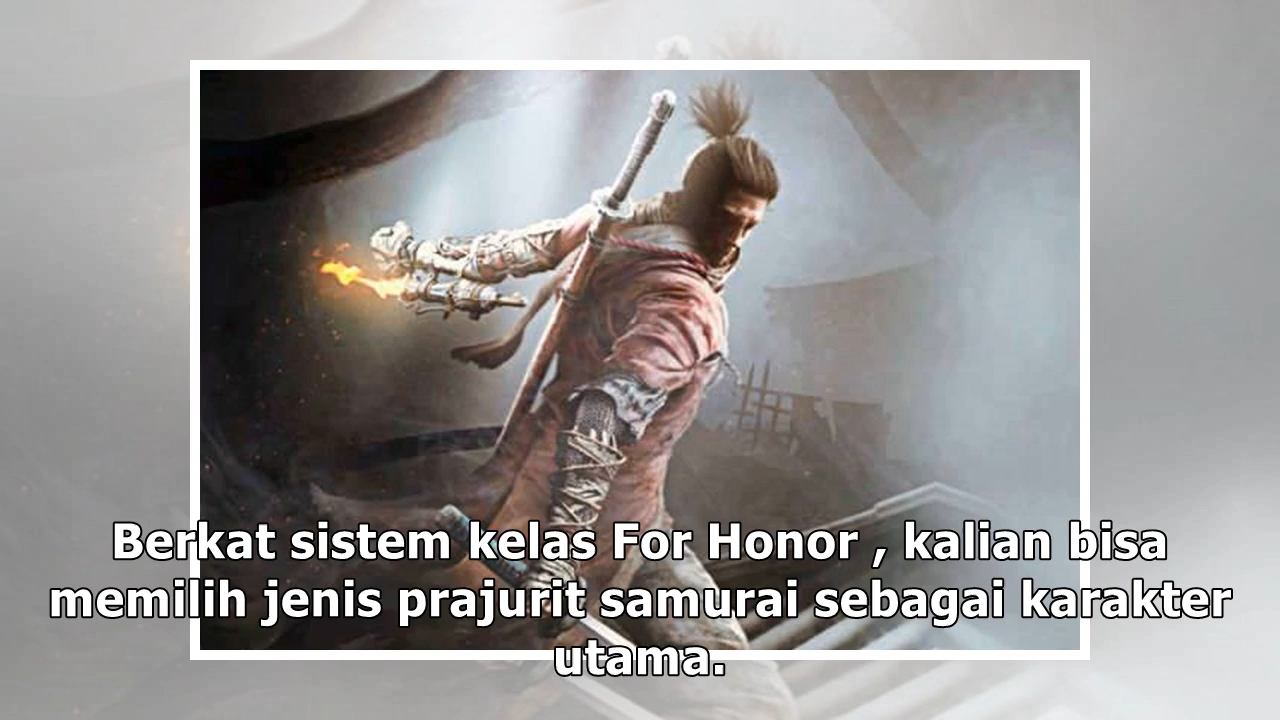 Berkat sistem kelas For Honor , kalian bisa
memilih jenis prajurit samurai sebagai karakter
utama.